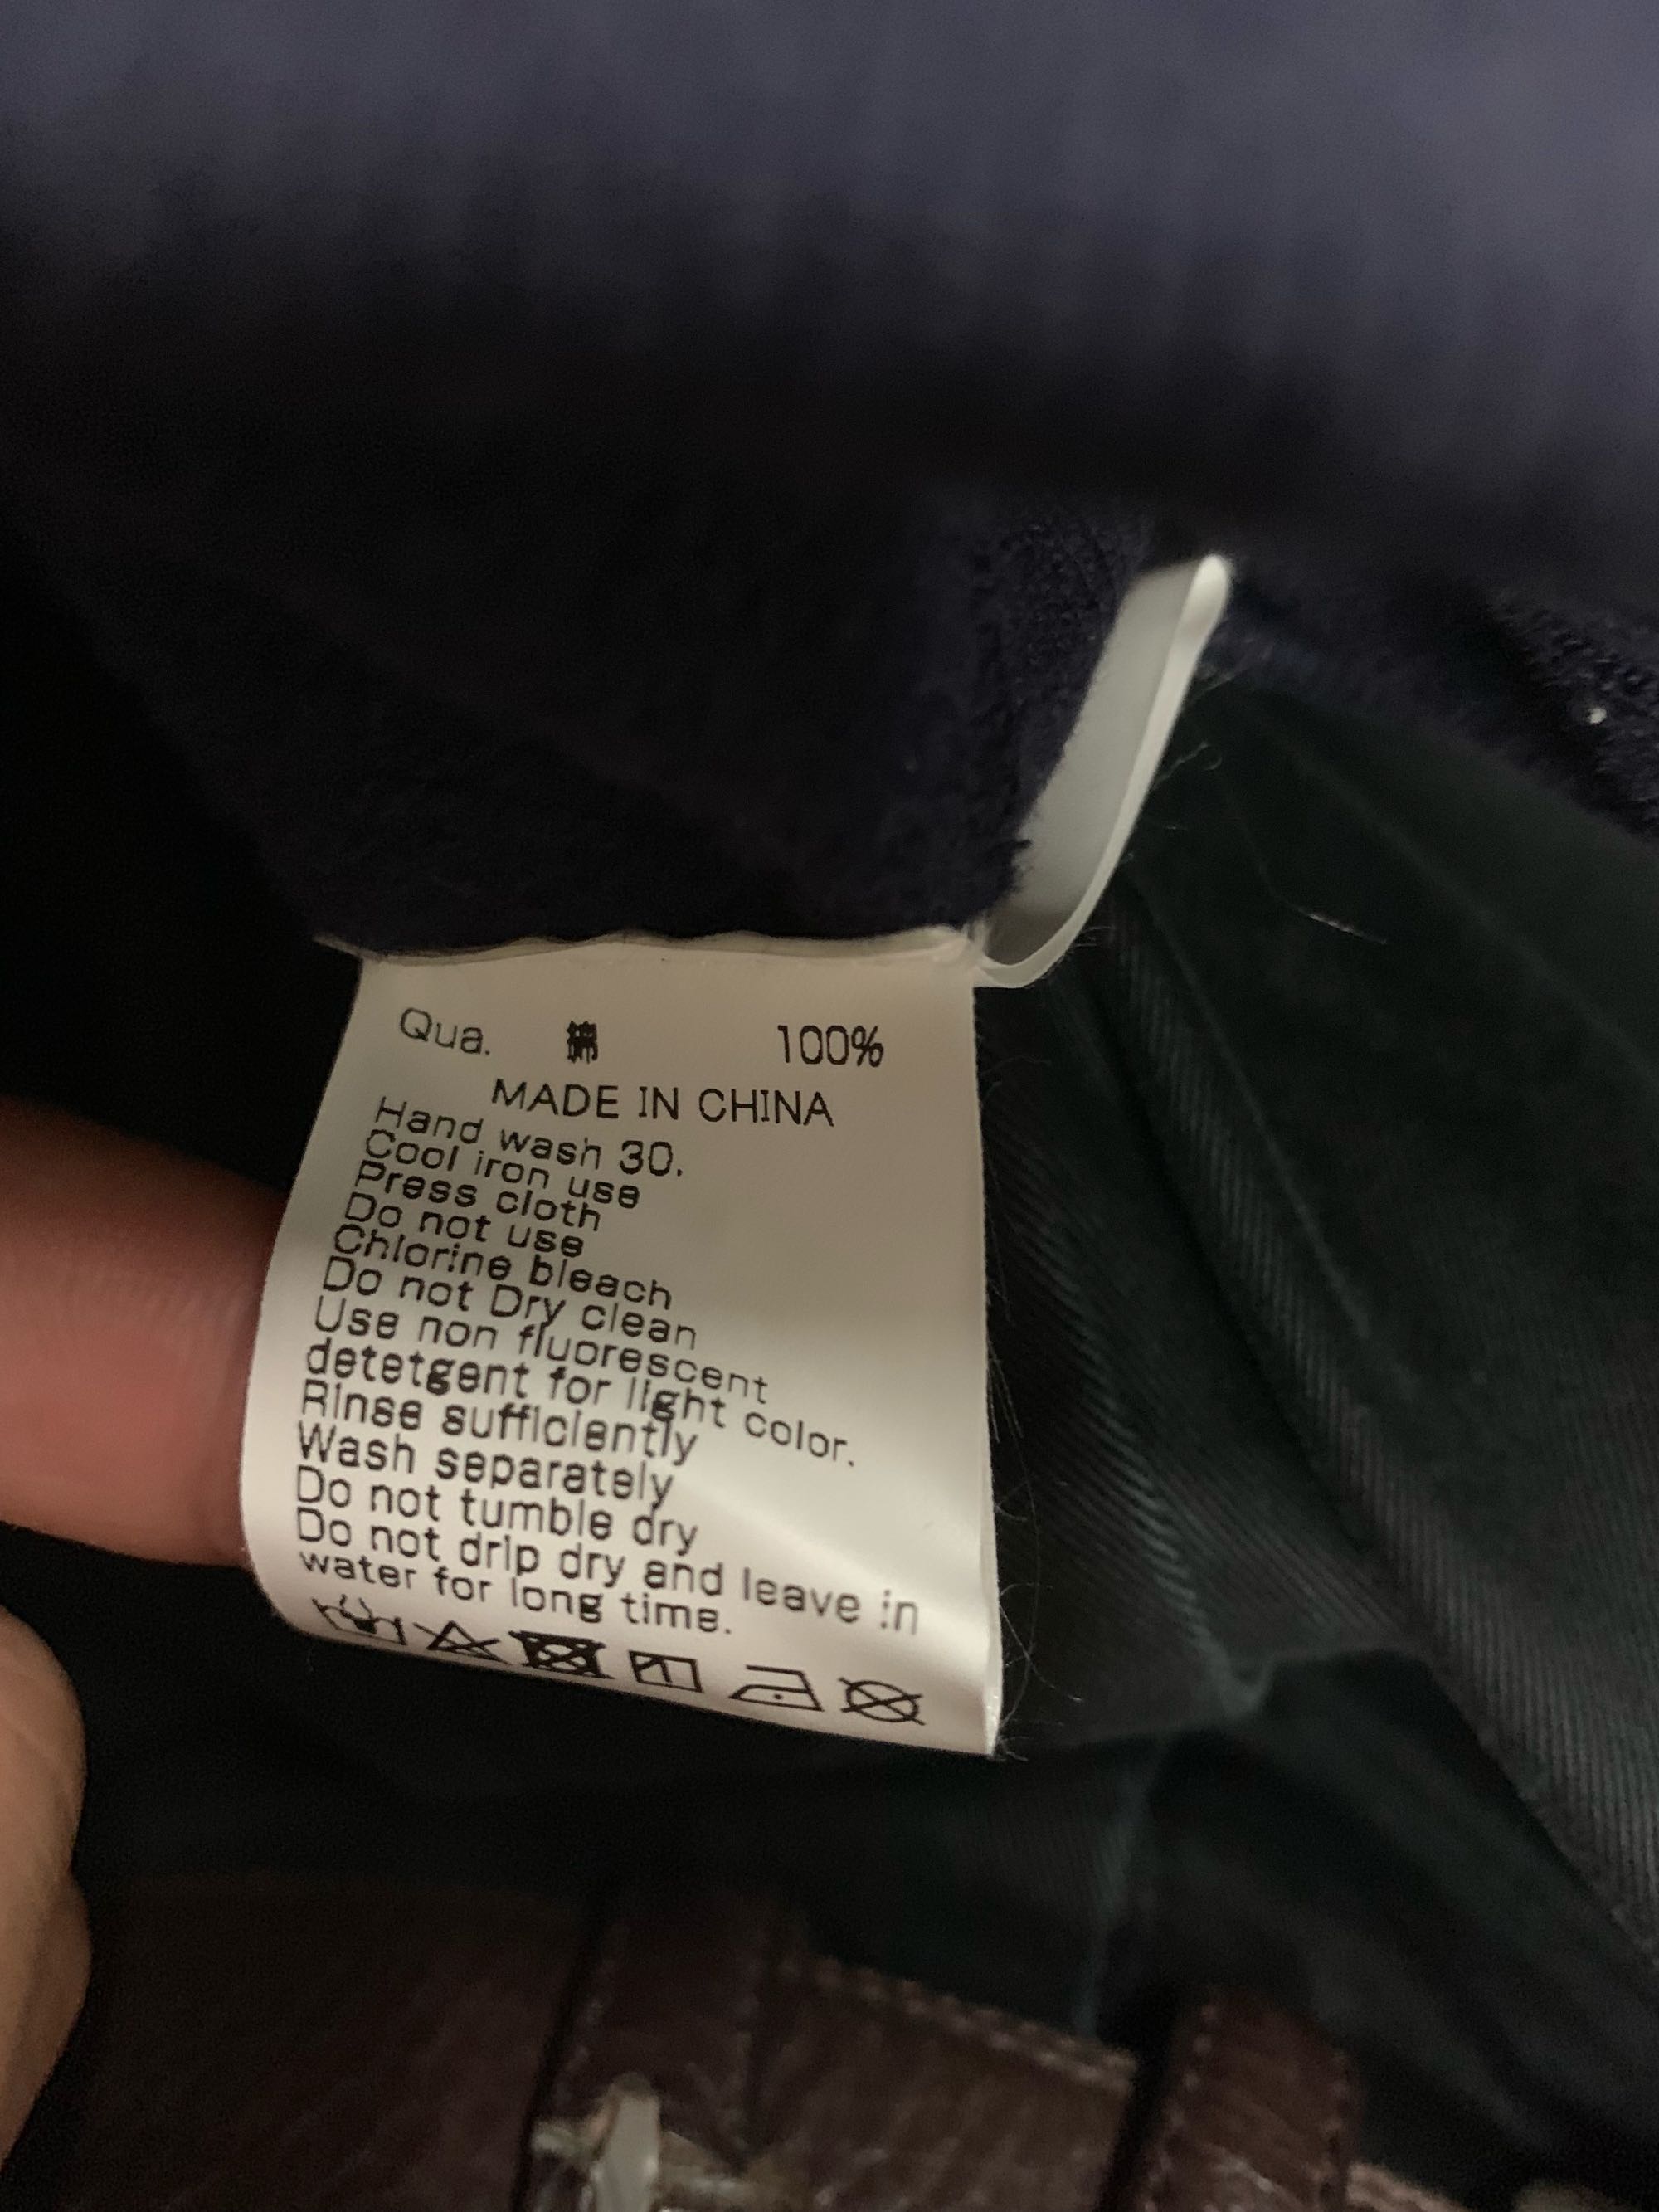 Qua. 綿 100%
MADE IN CHINA
Hand wash 30.
Cool iron use
Press cloth
Do not use
Chlorine bleach
Do not Dry clean
Use non fluorescent
detetgent for light color.
Rinse sufficiently
Wash separately
Do not tumble dry
Do not drip dry and leave in
water for long time.